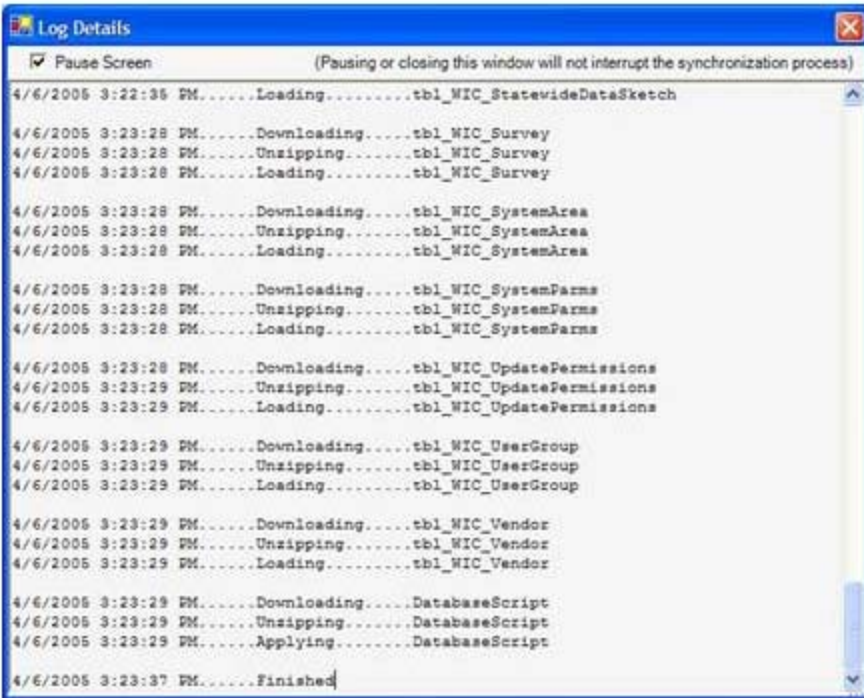 Log Details
Pause Screen (Pausing or closing this window will not interrupt the synchronization process)
4/6/2005 3:22:35 PM......Loading.........tbl_WIC_StatewideDataSketch
4/6/2005 3:23:28 PM......Downloading.....tbl_WIC_Survey
4/6/2005 3:23:28 PM......Unzipping.......tbl_WIC_Survey
4/6/2005 3:23:28 PM......Loading.........tbl_WIC_Survey
4/6/2005 3:23:28 PM......Downloading.....tbl_WIC_SystemArea
4/6/2005 3:23:28 PM......Unzipping.......tbl_WIC_SystemArea
4/6/2005 3:23:28 PM......Loading.........tbl_WIC_SystemArea
4/6/2005 3:23:28 PM......Downloading.....tbl_WIC_SystemParms
4/6/2005 3:23:28 PM......Unzipping.......tbl_WIC_SystemParms
4/6/2005 3:23:28 PM......Loading.........tbl_WIC_SystemParms
4/6/2005 3:23:28 PM......Downloading.....tbl_WIC_UpdatePermissions
4/6/2005 3:23:29 PM......Unzipping.......tbl_WIC_UpdatePermissions
4/6/2005 3:23:29 PM......Loading.........tbl_WIC_UpdatePermissions
4/6/2005 3:23:29 PM......Downloading.....tbl_WIC_UserGroup
4/6/2005 3:23:29 PM......Unzipping.......tbl_WIC_UserGroup
4/6/2005 3:23:29 PM......Loading.........tbl_WIC_UserGroup
4/6/2005 3:23:29 PM......Downloading.....tbl_WIC_Vendor
4/6/2005 3:23:29 PM......Unzipping.......tbl_WIC_Vendor
4/6/2005 3:23:29 PM......Loading.........tbl_WIC_Vendor
4/6/2005 3:23:29 PM......Downloading.....DatabaseScript
4/6/2005 3:23:29 PM......Unzipping.......DatabaseScript
4/6/2005 3:23:29 PM......Applying........DatabaseScript
4/6/2005 3:23:37 PM......Finished